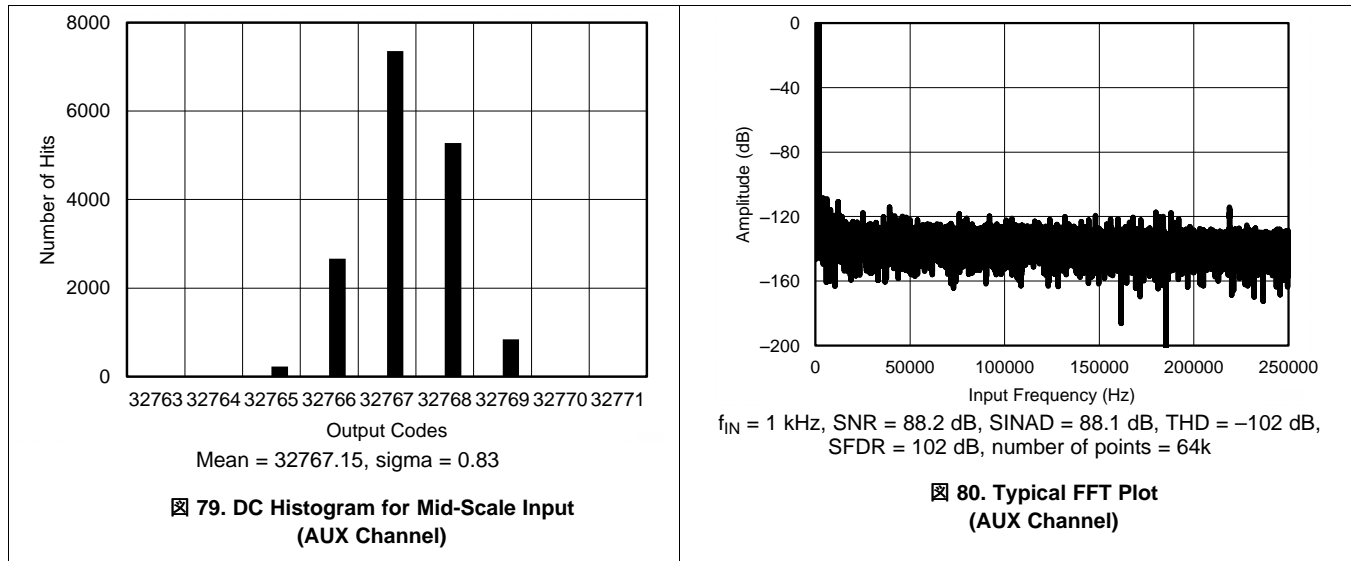 8000
6000
4000
2000
0
Number of Hits
32763 32764 32765 32766 32767 32768 32769 32770 32771
Output Codes
Mean = 32767.15, sigma = 0.83
図 79. DC Histogram for Mid-Scale Input
(AUX Channel)
0
–40
–80
–120
–160
–200
Amplitude (dB)
0 50000 100000 150000 200000 250000
Input Frequency (Hz)
fIN = 1 kHz, SNR = 88.2 dB, SINAD = 88.1 dB, THD = –102 dB,
SFDR = 102 dB, number of points = 64k
図 80. Typical FFT Plot
(AUX Channel)